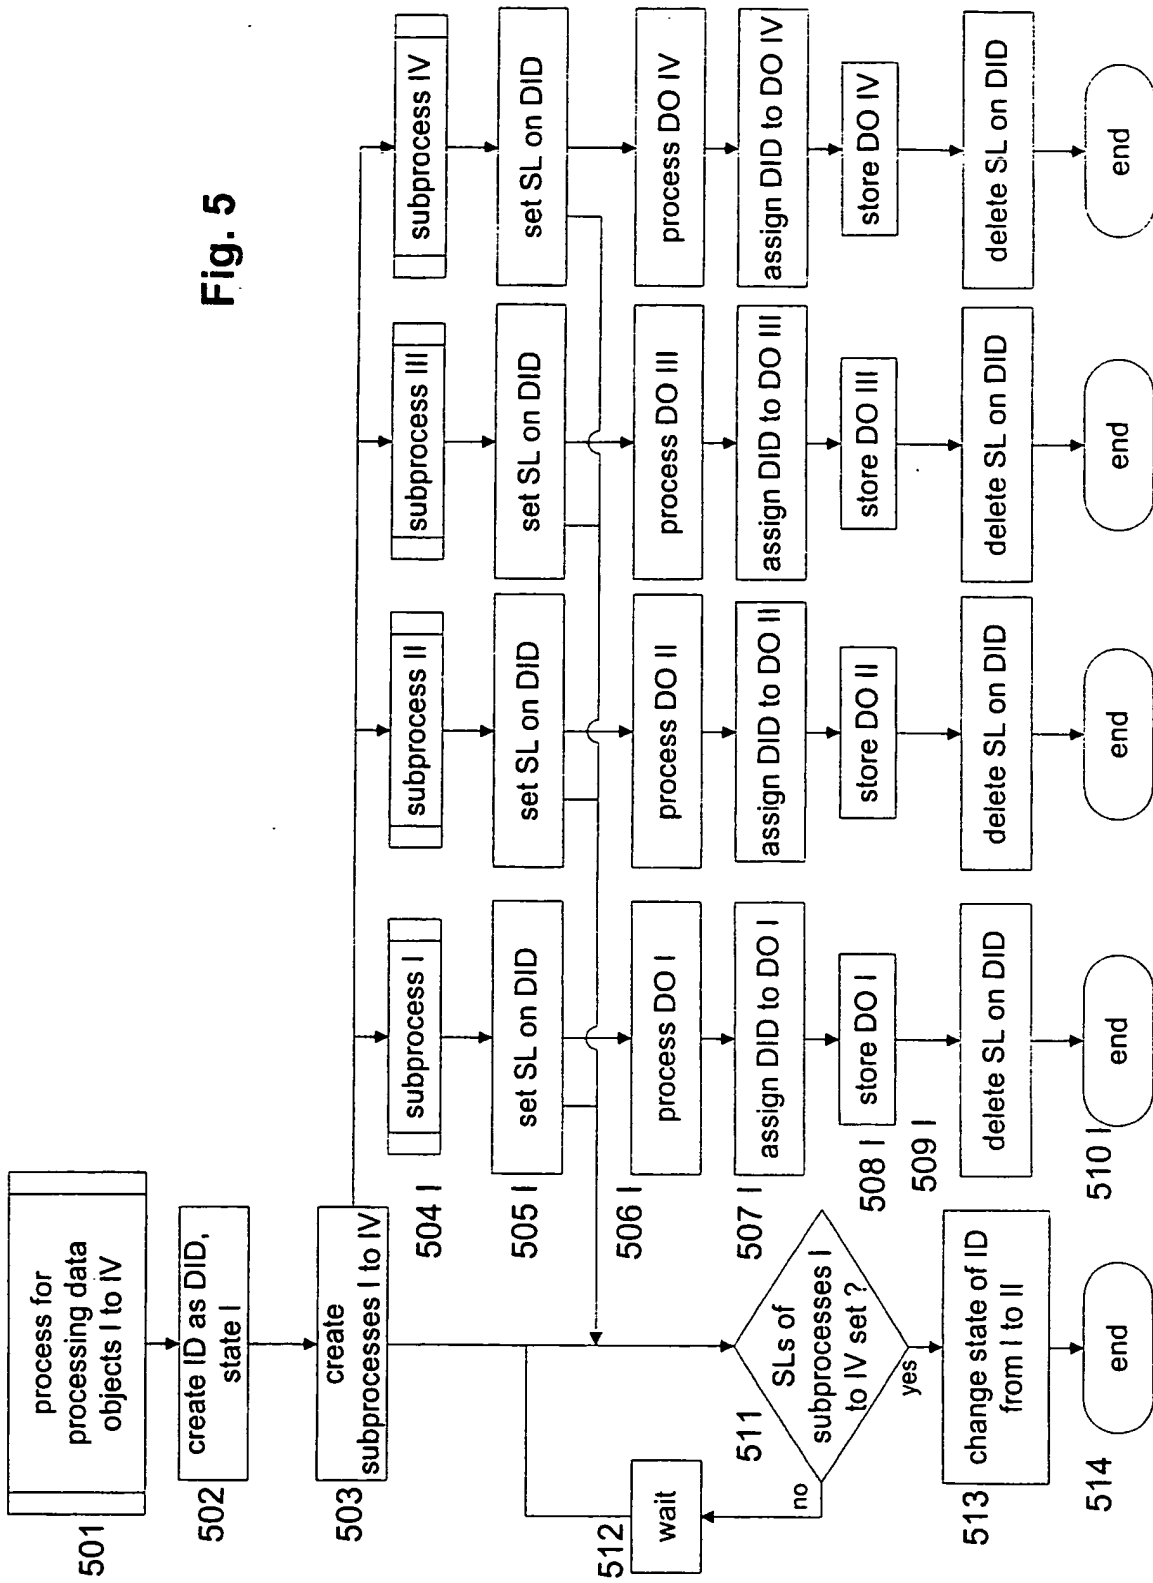 Fig. 5
501
process for
processing data
objects I to IV
502
create ID as DID,
state I
503
create
subprocesses I to IV
504 I
subprocess I
subprocess II
subprocess III
subprocess IV
505 I
set SL on DID
set SL on DID
set SL on DID
set SL on DID
506 I
process DO I
process DO II
process DO III
process DO IV
507 I
assign DID to DO I
assign DID to DO II
assign DID to DO III
assign DID to DO IV
508 I
store DO I
store DO II
store DO III
store DO IV
509 I
delete SL on DID
delete SL on DID
delete SL on DID
delete SL on DID
510 I
end
end
end
end
511
SLs of
subprocesses I
to IV set ?
no
yes
512
wait
513
change state of ID
from I to II
514
end